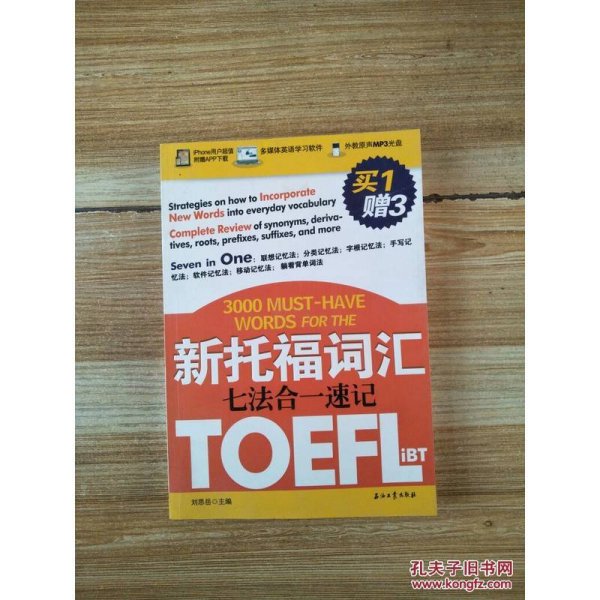 iPhone用户超值
附赠APP下载
多媒体英语学习软件
外教原声MP3光盘
买1
赠3
Strategies on how to Incorporate
New Words into everyday vocabulary
Complete Review of synonyms, deriva-
tives, roots, prefixes, suffixes, and more
Seven in One：联想记忆法；分类记忆法；字根记忆法；手写记
忆法；软件记忆法；移动记忆法；躺着背单词法
3000 MUST-HAVE
WORDS FOR THE
新托福词汇
七法合一速记
TOEFL
iBT
刘思岳◎主编
石油工业出版社
孔夫子旧书网
www.kongfz.com